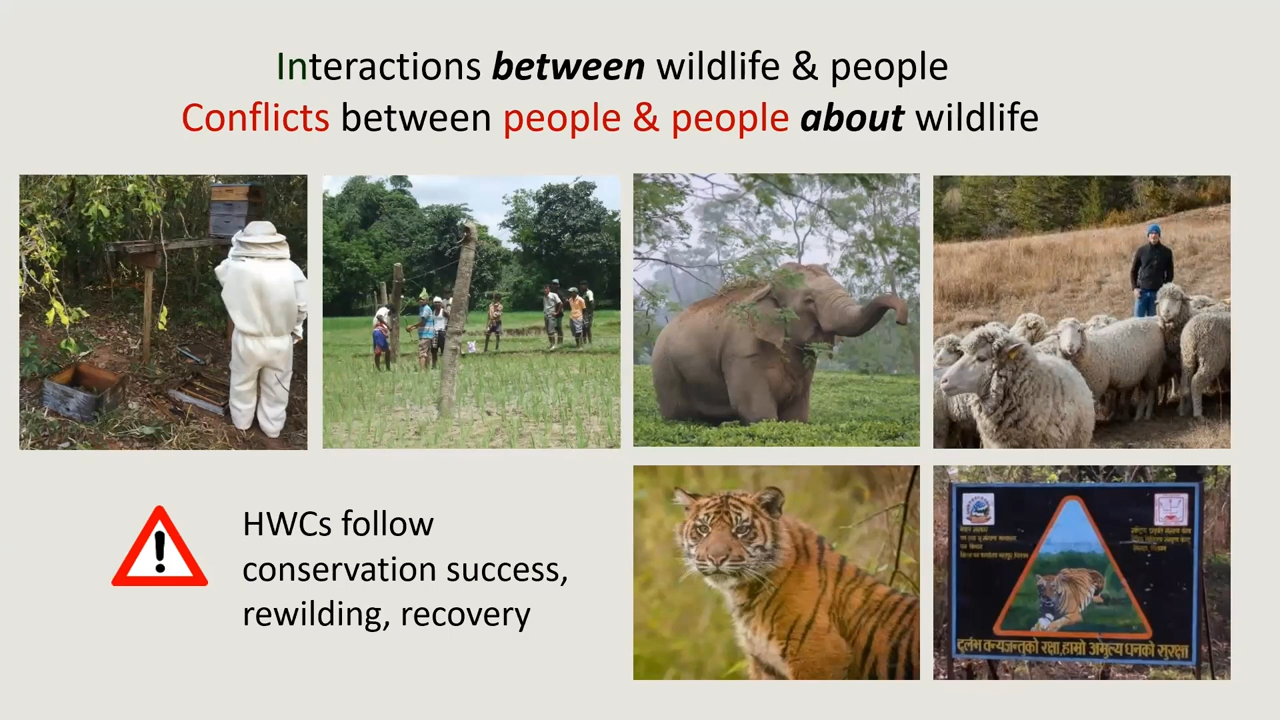 Interactions between wildlife & people
Conflicts between people & people about wildlife
HWCs follow
conservation success,
rewilding, recovery
दुर्लभ वन्यजन्तुको रक्षा,हाम्रो अमुल्य धनको सुरक्षा